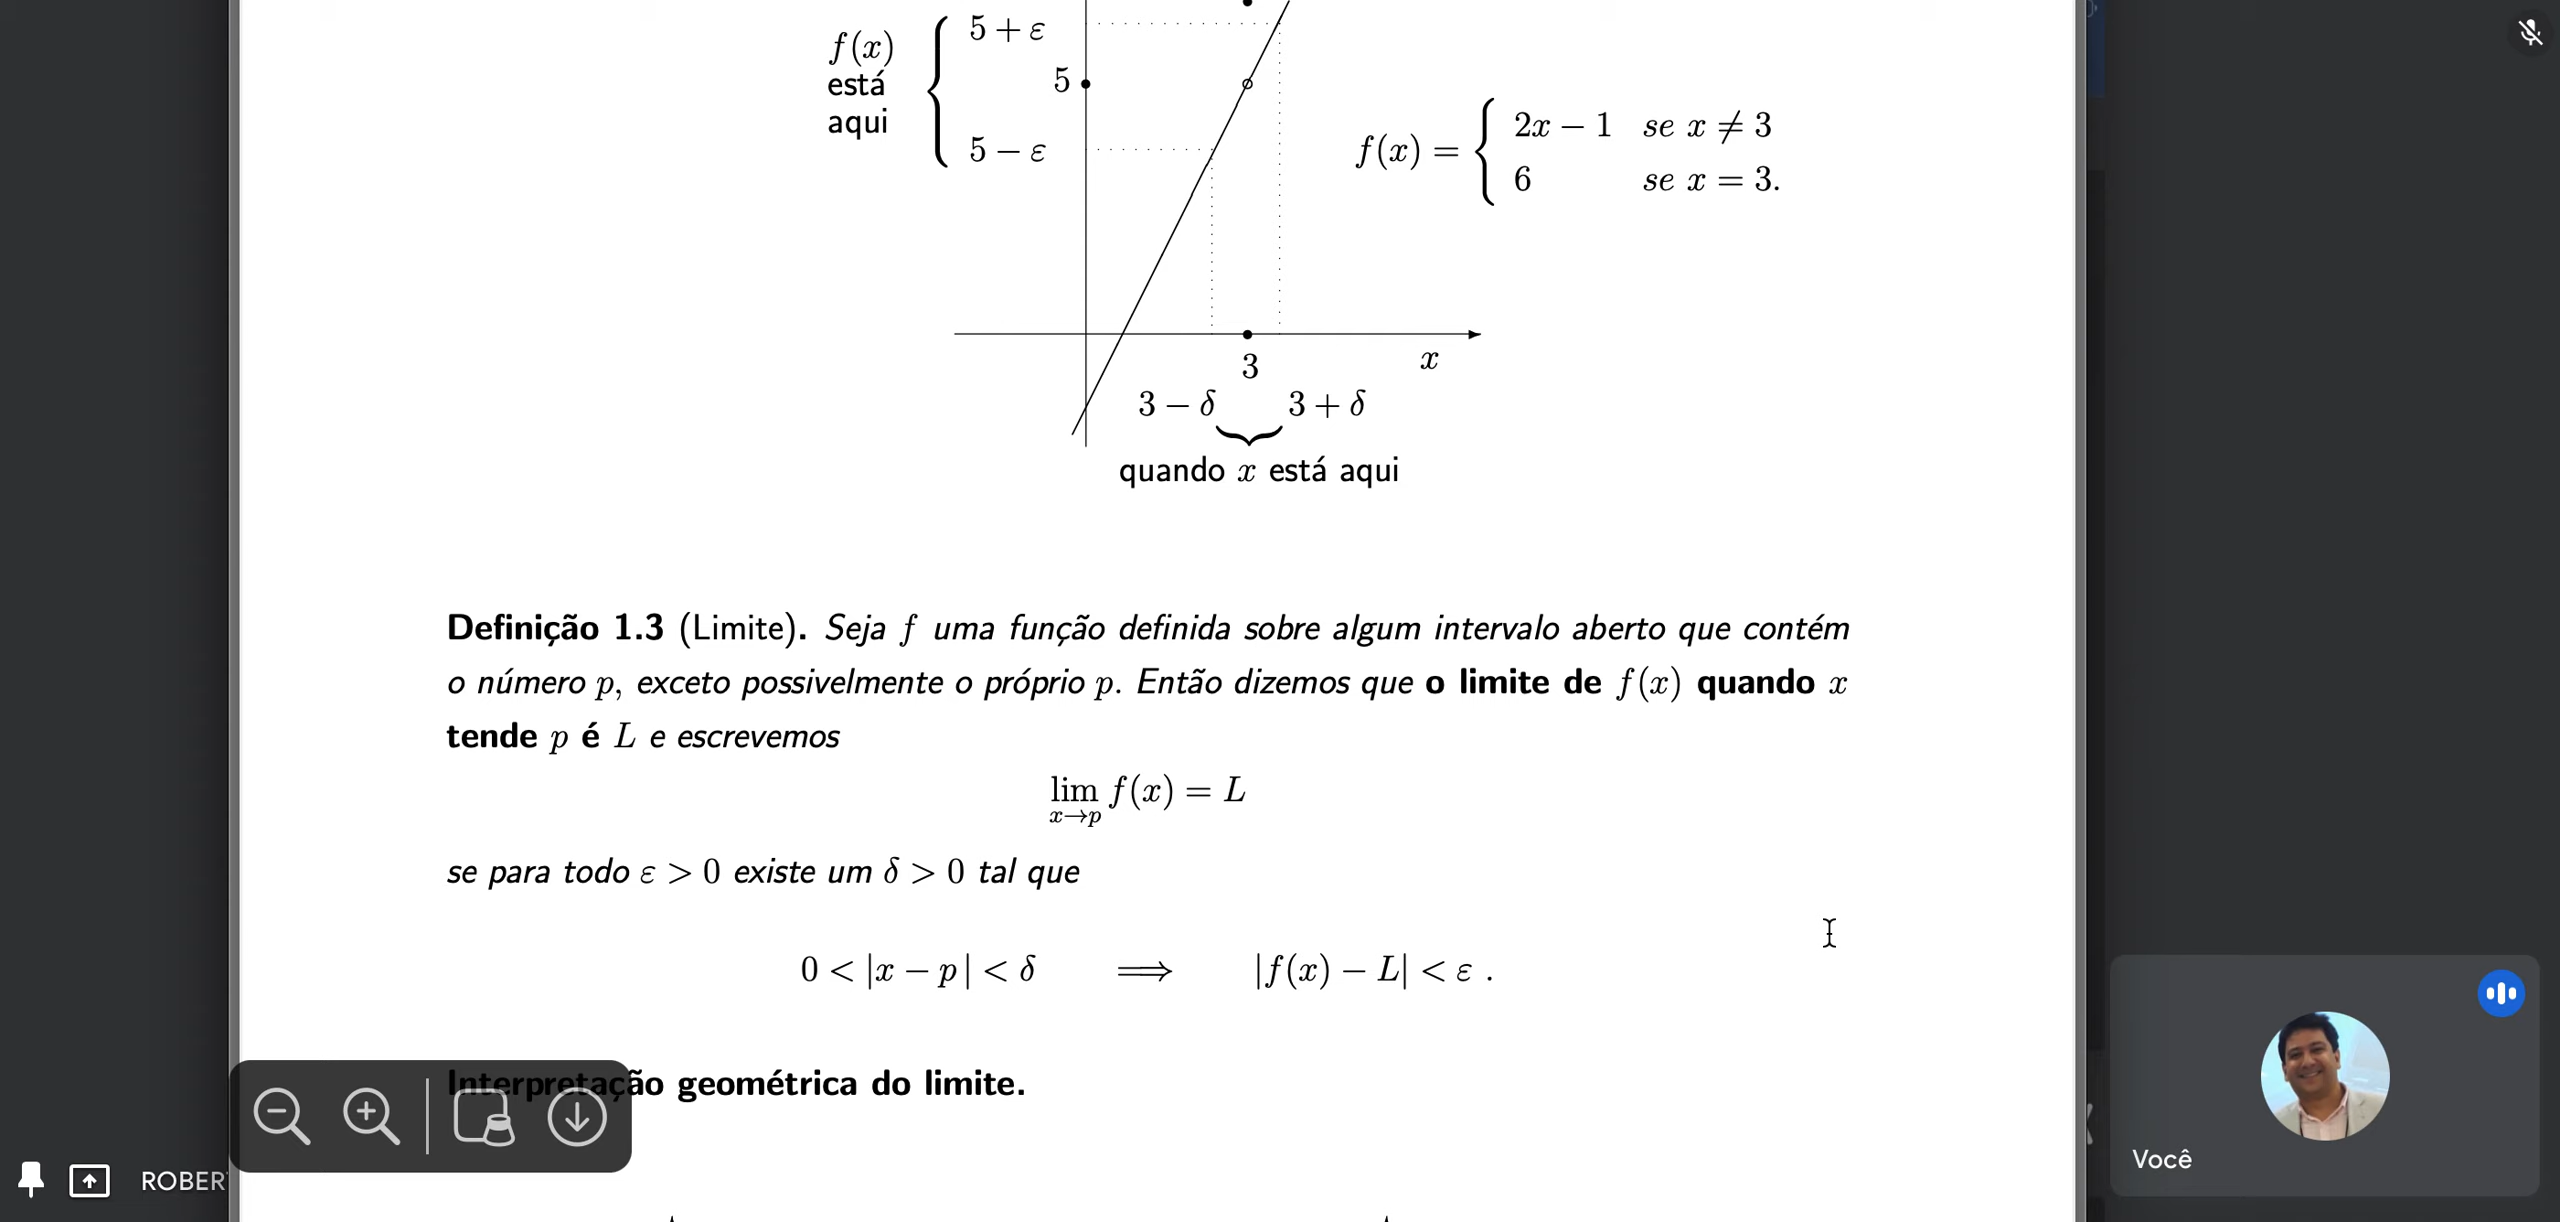 f(x)
está
aqui
5 + ε
5
5 − ε
f(x) = { 2x − 1 se x ≠ 3
6 se x = 3.
3
x
3 − δ 3 + δ
quando x está aqui
Definição 1.3 (Limite). Seja f uma função definida sobre algum intervalo aberto que contém
o número p, exceto possivelmente o próprio p. Então dizemos que o limite de f(x) quando x
tende p é L e escrevemos
lim f(x) = L
x→p
se para todo ε > 0 existe um δ > 0 tal que
0 < |x − p| < δ ⟹ |f(x) − L| < ε .
Interpretação geométrica do limite.
Você